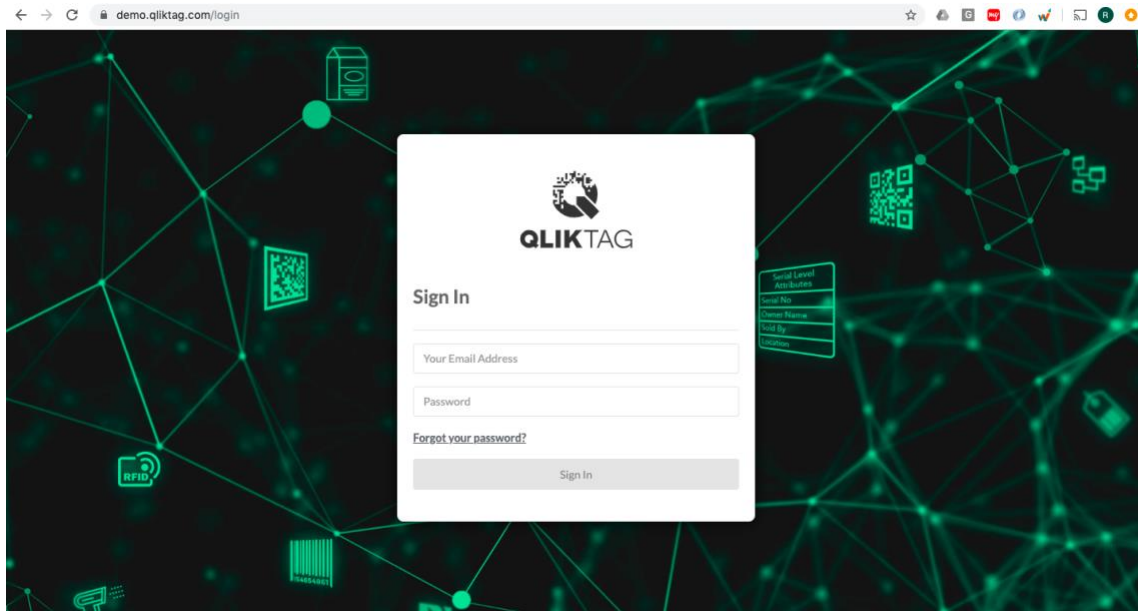 demo.qliktag.com/login
QLIKTAG
Sign In
Your Email Address
Password
Forgot your password?
Sign In
Serial Level
Attributes
Serial No
Owner Name
Sold By
Location
RFID